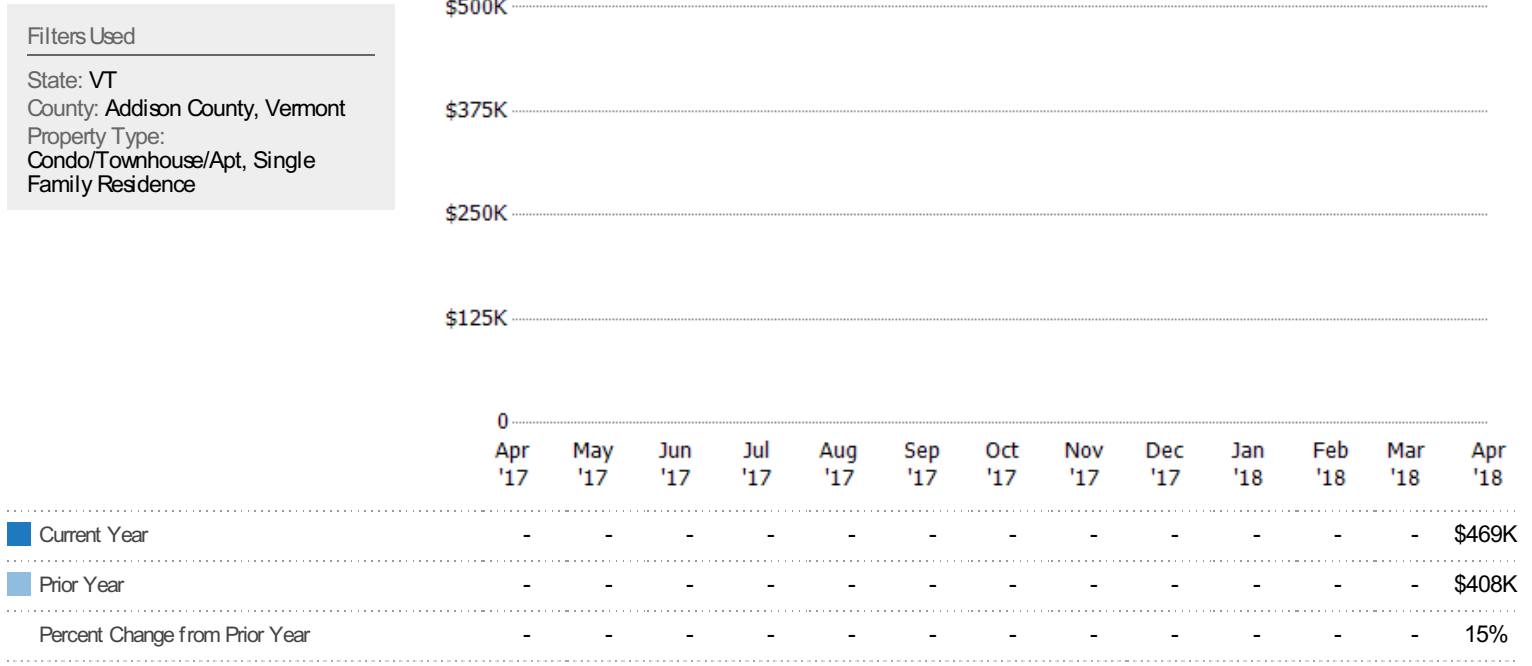 Filters Used
State: VT
County: Addison County, Vermont
Property Type:
Condo/Townhouse/Apt, Single
Family Residence
$500K
$375K
$250K
$125K
0
Apr May Jun Jul Aug Sep Oct Nov Dec Jan Feb Mar Apr
'17 '17 '17 '17 '17 '17 '17 '17 '17 '18 '18 '18 '18
Current Year - - - - - - - - - - - - $469K
Prior Year - - - - - - - - - - - - $408K
Percent Change from Prior Year - - - - - - - - - - - - 15%